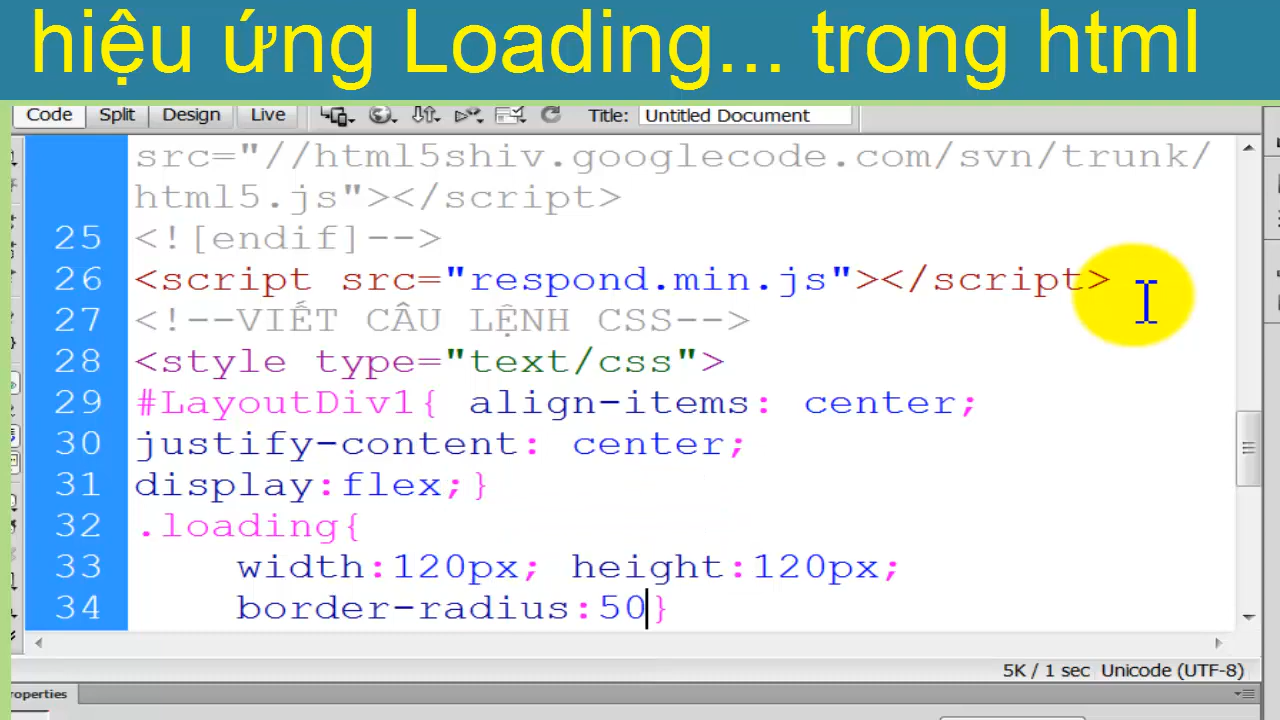 hiệu ứng Loading... trong html
Code Split Design Live Title: Untitled Document
src="//html5shiv.googlecode.com/svn/trunk/
html5.js"></script>
25 <![endif]-->
26 <script src="respond.min.js"></script>
27 <!--VIẾT CÂU LỆNH CSS-->
28 <style type="text/css">
29 #LayoutDiv1{ align-items: center;
30 justify-content: center;
31 display:flex;}
32 .loading{
33 width:120px; height:120px;
34 border-radius:50}
5K / 1 sec Unicode (UTF-8)
roperties